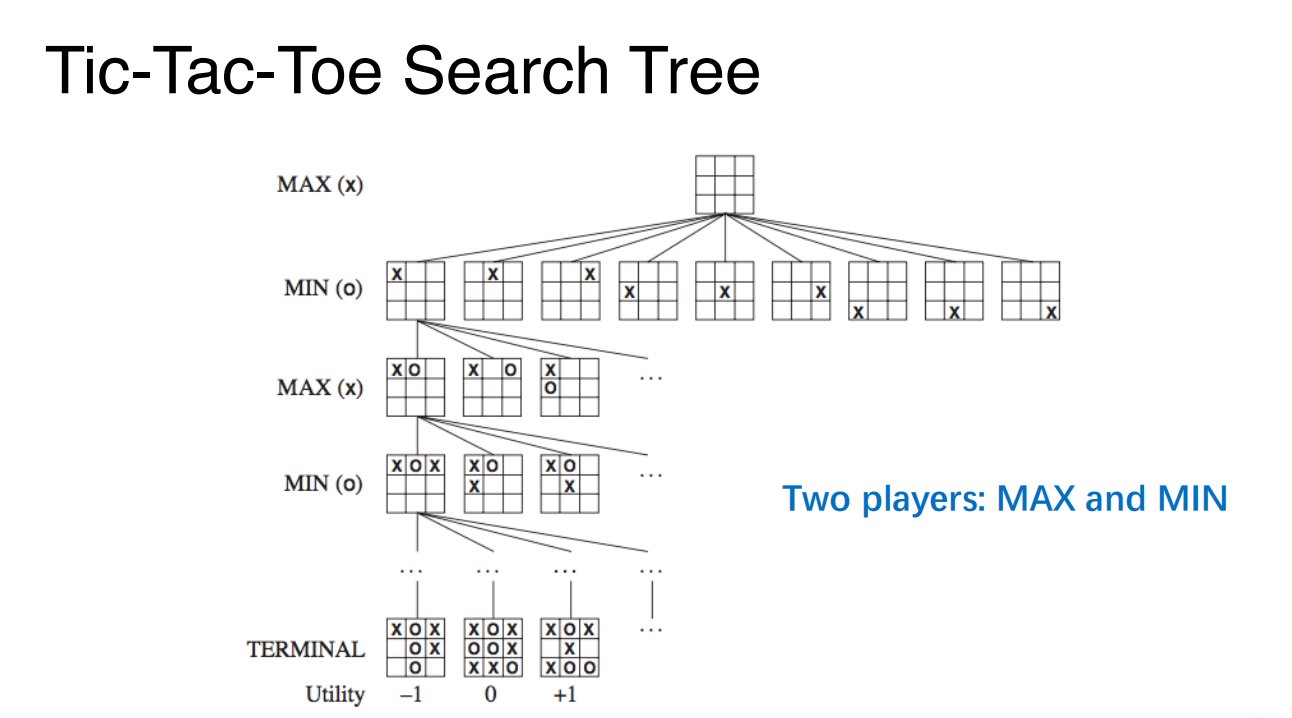 Tic-Tac-Toe Search Tree
MAX (x)
MIN (o)
X X X X X X X X X
MAX (x)
X O X O X
O
...
MIN (o)
X O X X O X O
X X
...
Two players: MAX and MIN
... ... ... ...
TERMINAL
X O X X O X X O X
O X O O X X
O X X O X O O
...
Utility –1 0 +1